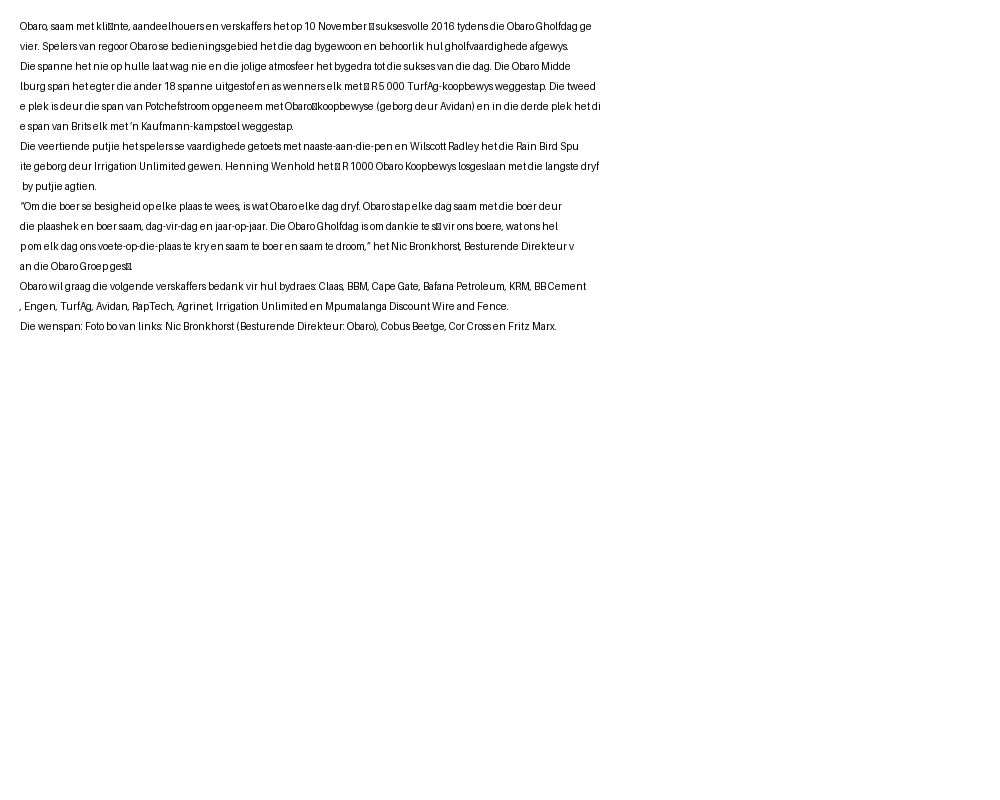 Obaro, saam met kli▯nte, aandeelhouers en verskaffers het op 10 November ▯ suksesvolle 2016 tydens die Obaro Gholfdag ge
vier. Spelers van regoor Obaro se bedieningsgebied het die dag bygewoon en behoorlik hul gholfvaardighede afgewys.
Die spanne het nie op hulle laat wag nie en die jolige atmosfeer het bygedra tot die sukses van die dag. Die Obaro Midde
lburg span het egter die ander 18 spanne uitgestof en as wenners elk met ▯ R5 000 TurfAg-koopbewys weggestap. Die tweed
e plek is deur die span van Potchefstroom opgeneem met Obaro▯koopbewyse (geborg deur Avidan) en in die derde plek het di
e span van Brits elk met ’n Kaufmann-kampstoel weggestap.
Die veertiende putjie het spelers se vaardighede getoets met naaste-aan-die-pen en Wilscott Radley het die Rain Bird Spu
ite geborg deur Irrigation Unlimited gewen. Henning Wenhold het ▯ R1000 Obaro Koopbewys losgeslaan met die langste dryf
by putjie agtien.
“Om die boer se besigheid op elke plaas te wees, is wat Obaro elke dag dryf. Obaro stap elke dag saam met die boer deur
die plaashek en boer saam, dag-vir-dag en jaar-op-jaar. Die Obaro Gholfdag is om dankie te s▯ vir ons boere, wat ons hel
p om elk dag ons voete-op-die-plaas te kry en saam te boer en saam te droom,” het Nic Bronkhorst, Besturende Direkteur v
an die Obaro Groep ges▯.
Obaro wil graag die volgende verskaffers bedank vir hul bydraes: Claas, BBM, Cape Gate, Bafana Petroleum, KRM, BB Cement
, Engen, TurfAg, Avidan, RapTech, Agrinet, Irrigation Unlimited en Mpumalanga Discount Wire and Fence.
Die wenspan: Foto bo van links: Nic Bronkhorst (Besturende Direkteur: Obaro), Cobus Beetge, Cor Cross en Fritz Marx.